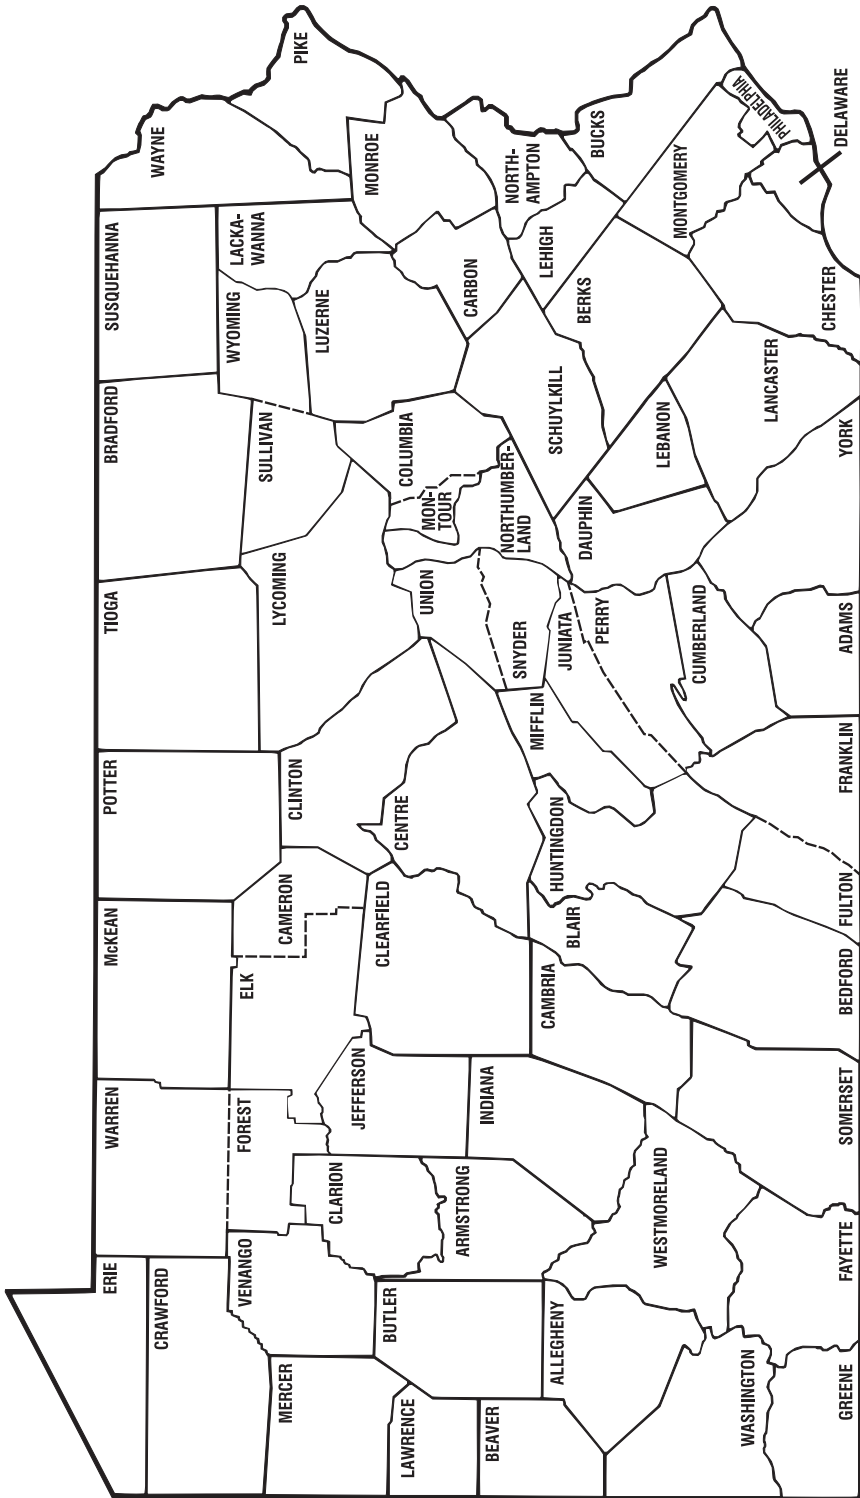 ERIE
CRAWFORD
WARREN
McKEAN
POTTER
TIOGA
BRADFORD
SUSQUEHANNA
WAYNE
PIKE
MERCER
VENANGO
FOREST
ELK
CAMERON
CLINTON
LYCOMING
SULLIVAN
WYOMING
LACKA-
WANNA
LUZERNE
MONROE
LAWRENCE
BUTLER
CLARION
JEFFERSON
CLEARFIELD
CENTRE
UNION
MON-
TOUR
COLUMBIA
CARBON
NORTH-
AMPTON
BEAVER
ARMSTRONG
INDIANA
MIFFLIN
SNYDER
NORTHUMBER-
LAND
SCHUYLKILL
LEHIGH
BUCKS
ALLEGHENY
CAMBRIA
BLAIR
HUNTINGDON
JUNIATA
PERRY
DAUPHIN
LEBANON
BERKS
MONTGOMERY
PHILADELPHIA
DELAWARE
WASHINGTON
WESTMORELAND
CUMBERLAND
LANCASTER
CHESTER
GREENE
FAYETTE
SOMERSET
BEDFORD
FULTON
FRANKLIN
ADAMS
YORK